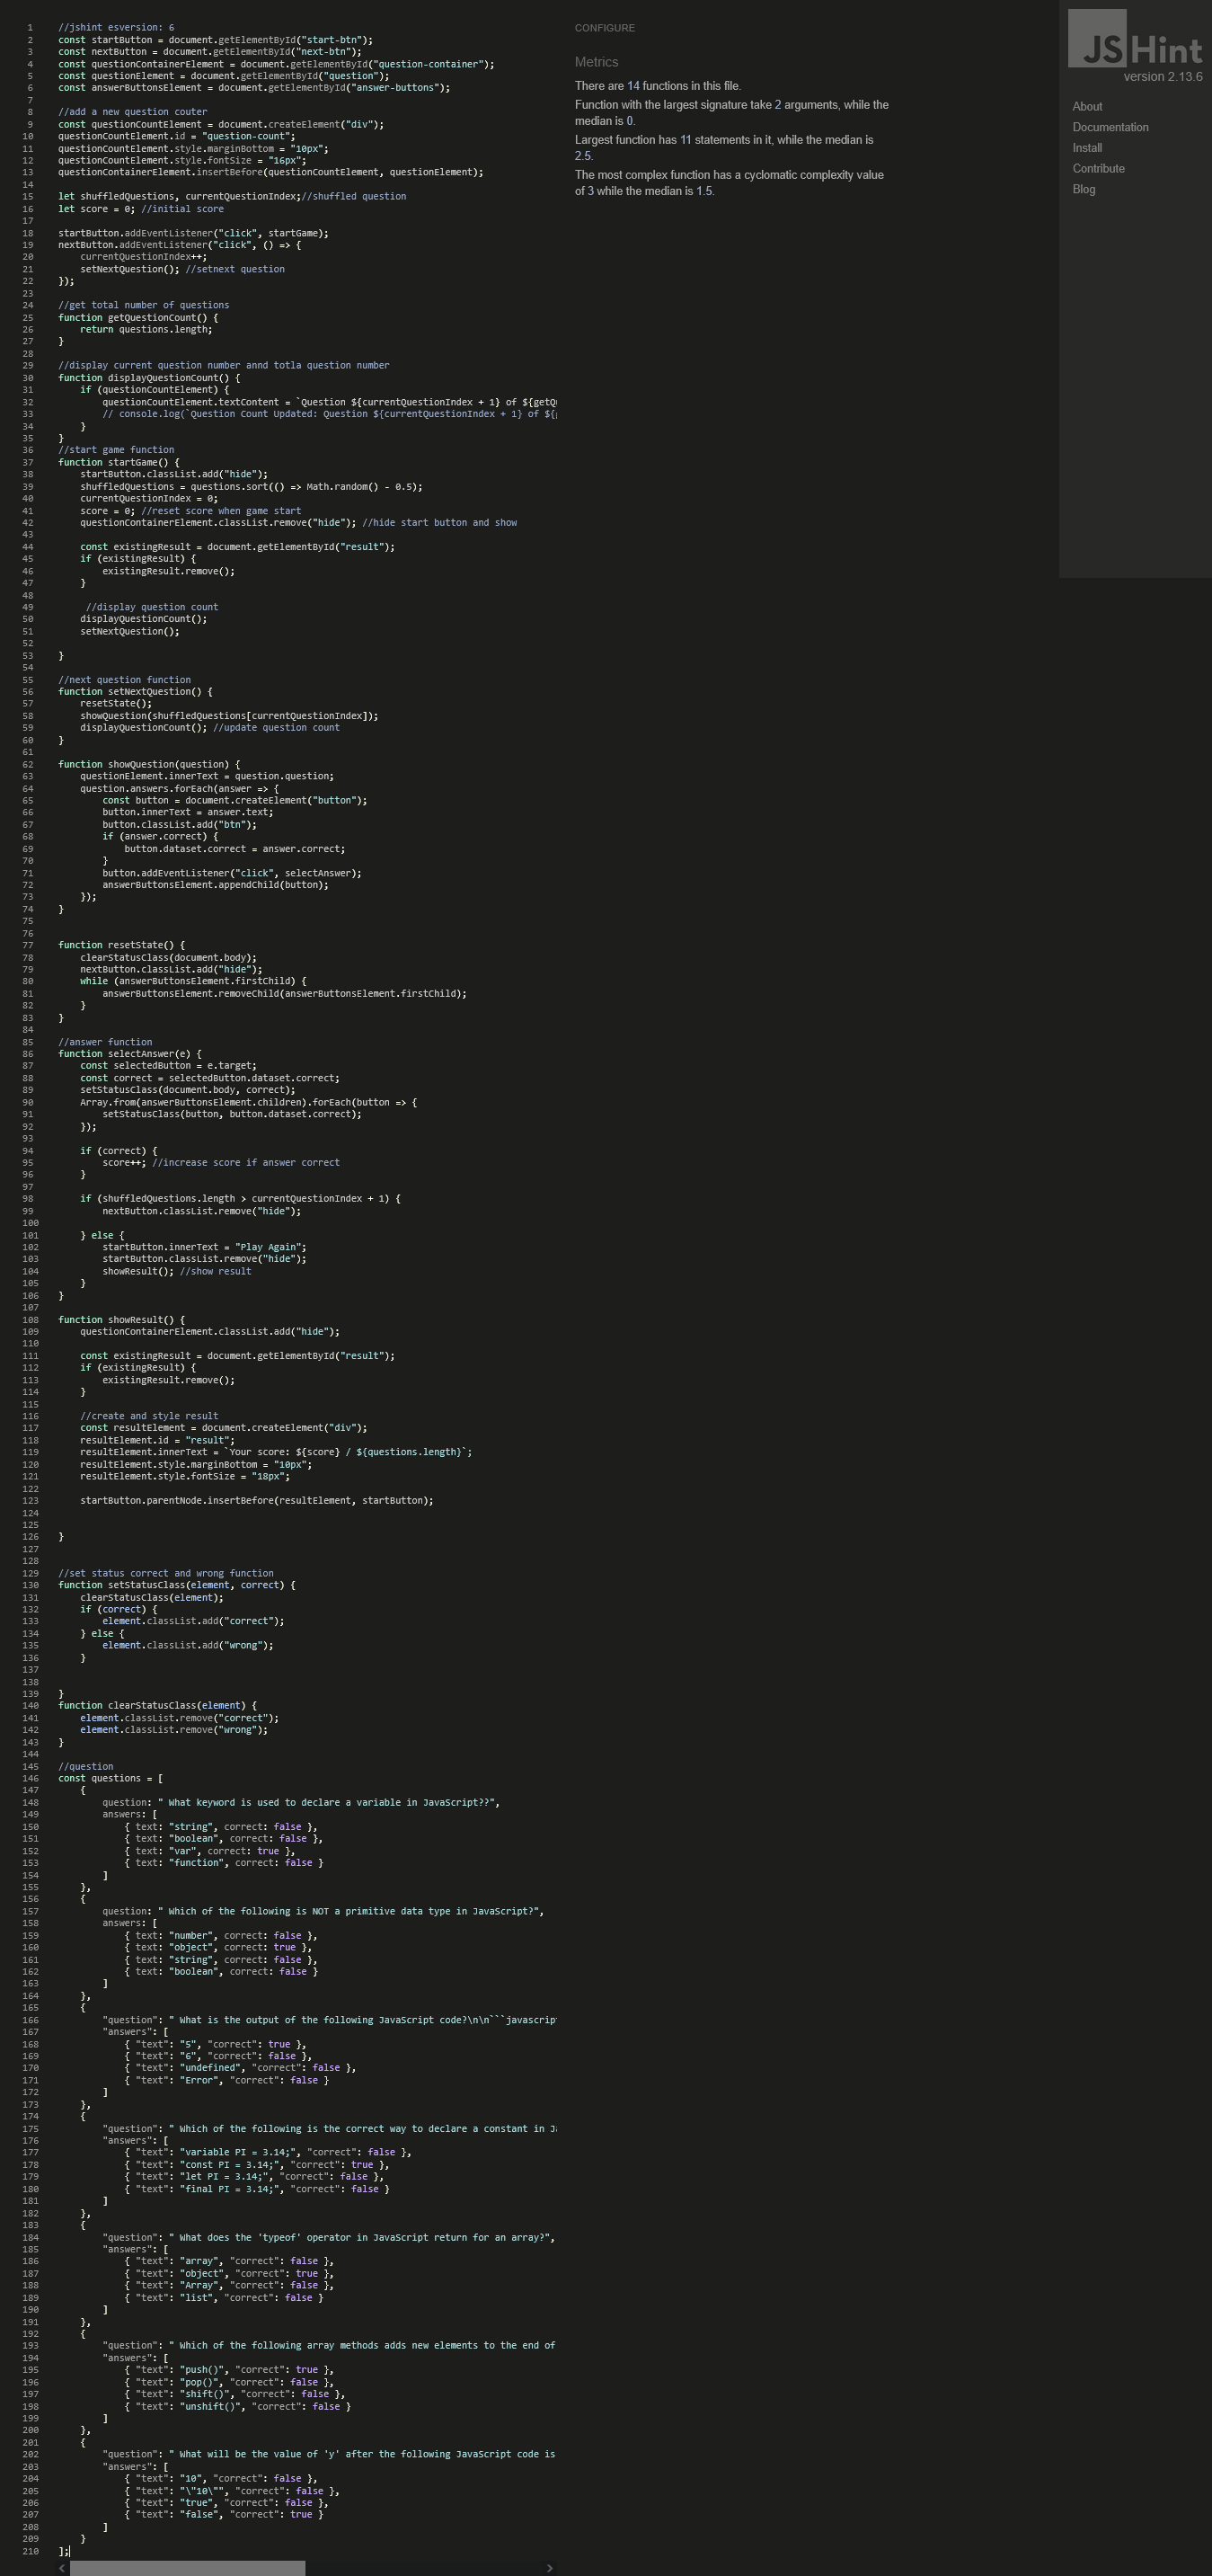 1 //jshint esversion: 6
2 const startButton = document.getElementById("start-btn");
3 const nextButton = document.getElementById("next-btn");
4 const questionContainerElement = document.getElementById("question-container");
5 const questionElement = document.getElementById("question");
6 const answerButtonsElement = document.getElementById("answer-buttons");
7
8 //add a new question couter
9 const questionCountElement = document.createElement("div");
10 questionCountElement.id = "question-count";
11 questionCountElement.style.marginBottom = "10px";
12 questionCountElement.style.fontSize = "16px";
13 questionContainerElement.insertBefore(questionCountElement, questionElement);
14
15 let shuffledQuestions, currentQuestionIndex;//shuffled question
16 let score = 0; //initial score
17
18 startButton.addEventListener("click", startGame);
19 nextButton.addEventListener("click", () => {
20 currentQuestionIndex++;
21 setNextQuestion(); //setnext question
22 });
23
24 //get total number of questions
25 function getQuestionCount() {
26 return questions.length;
27 }
28
29 //display current question number annd totla question number
30 function displayQuestionCount() {
31 if (questionCountElement) {
32 questionCountElement.textContent = `Question ${currentQuestionIndex + 1} of ${getQ
33 // console.log(`Question Count Updated: Question ${currentQuestionIndex + 1} of ${
34 }
35 }
36 //start game function
37 function startGame() {
38 startButton.classList.add("hide");
39 shuffledQuestions = questions.sort(() => Math.random() - 0.5);
40 currentQuestionIndex = 0;
41 score = 0; //reset score when game start
42 questionContainerElement.classList.remove("hide"); //hide start button and show
43
44 const existingResult = document.getElementById("result");
45 if (existingResult) {
46 existingResult.remove();
47 }
48
49 //display question count
50 displayQuestionCount();
51 setNextQuestion();
52
53 }
54
55 //next question function
56 function setNextQuestion() {
57 resetState();
58 showQuestion(shuffledQuestions[currentQuestionIndex]);
59 displayQuestionCount(); //update question count
60 }
61
62 function showQuestion(question) {
63 questionElement.innerText = question.question;
64 question.answers.forEach(answer => {
65 const button = document.createElement("button");
66 button.innerText = answer.text;
67 button.classList.add("btn");
68 if (answer.correct) {
69 button.dataset.correct = answer.correct;
70 }
71 button.addEventListener("click", selectAnswer);
72 answerButtonsElement.appendChild(button);
73 });
74 }
75
76
77 function resetState() {
78 clearStatusClass(document.body);
79 nextButton.classList.add("hide");
80 while (answerButtonsElement.firstChild) {
81 answerButtonsElement.removeChild(answerButtonsElement.firstChild);
82 }
83 }
84
85 //answer function
86 function selectAnswer(e) {
87 const selectedButton = e.target;
88 const correct = selectedButton.dataset.correct;
89 setStatusClass(document.body, correct);
90 Array.from(answerButtonsElement.children).forEach(button => {
91 setStatusClass(button, button.dataset.correct);
92 });
93
94 if (correct) {
95 score++; //increase score if answer correct
96 }
97
98 if (shuffledQuestions.length > currentQuestionIndex + 1) {
99 nextButton.classList.remove("hide");
100
101 } else {
102 startButton.innerText = "Play Again";
103 startButton.classList.remove("hide");
104 showResult(); //show result
105 }
106 }
107
108 function showResult() {
109 questionContainerElement.classList.add("hide");
110
111 const existingResult = document.getElementById("result");
112 if (existingResult) {
113 existingResult.remove();
114 }
115
116 //create and style result
117 const resultElement = document.createElement("div");
118 resultElement.id = "result";
119 resultElement.innerText = `Your score: ${score} / ${questions.length}`;
120 resultElement.style.marginBottom = "10px";
121 resultElement.style.fontSize = "18px";
122
123 startButton.parentNode.insertBefore(resultElement, startButton);
124
125
126 }
127
128
129 //set status correct and wrong function
130 function setStatusClass(element, correct) {
131 clearStatusClass(element);
132 if (correct) {
133 element.classList.add("correct");
134 } else {
135 element.classList.add("wrong");
136 }
137
138
139 }
140 function clearStatusClass(element) {
141 element.classList.remove("correct");
142 element.classList.remove("wrong");
143 }
144
145 //question
146 const questions = [
147 {
148 question: " What keyword is used to declare a variable in JavaScript??",
149 answers: [
150 { text: "string", correct: false },
151 { text: "boolean", correct: false },
152 { text: "var", correct: true },
153 { text: "function", correct: false }
154 ]
155 },
156 {
157 question: " Which of the following is NOT a primitive data type in JavaScript?",
158 answers: [
159 { text: "number", correct: false },
160 { text: "object", correct: true },
161 { text: "string", correct: false },
162 { text: "boolean", correct: false }
163 ]
164 },
165 {
166 "question": " What is the output of the following JavaScript code?\n\n```javascript
167 "answers": [
168 { "text": "5", "correct": true },
169 { "text": "6", "correct": false },
170 { "text": "undefined", "correct": false },
171 { "text": "Error", "correct": false }
172 ]
173 },
174 {
175 "question": " Which of the following is the correct way to declare a constant in Ja
176 "answers": [
177 { "text": "variable PI = 3.14;", "correct": false },
178 { "text": "const PI = 3.14;", "correct": true },
179 { "text": "let PI = 3.14;", "correct": false },
180 { "text": "final PI = 3.14;", "correct": false }
181 ]
182 },
183 {
184 "question": " What does the 'typeof' operator in JavaScript return for an array?",
185 "answers": [
186 { "text": "array", "correct": false },
187 { "text": "object", "correct": true },
188 { "text": "Array", "correct": false },
189 { "text": "list", "correct": false }
190 ]
191 },
192 {
193 "question": " Which of the following array methods adds new elements to the end of
194 "answers": [
195 { "text": "push()", "correct": true },
196 { "text": "pop()", "correct": false },
197 { "text": "shift()", "correct": false },
198 { "text": "unshift()", "correct": false }
199 ]
200 },
201 {
202 "question": " What will be the value of 'y' after the following JavaScript code is
203 "answers": [
204 { "text": "10", "correct": false },
205 { "text": "\"10\"", "correct": false },
206 { "text": "true", "correct": false },
207 { "text": "false", "correct": true }
208 ]
209 }
210 ];
CONFIGURE
Metrics
There are 14 functions in this file.
Function with the largest signature take 2 arguments, while the
median is 0.
Largest function has 11 statements in it, while the median is
2.5.
The most complex function has a cyclomatic complexity value
of 3 while the median is 1.5.
JSHint
version 2.13.6
About
Documentation
Install
Contribute
Blog